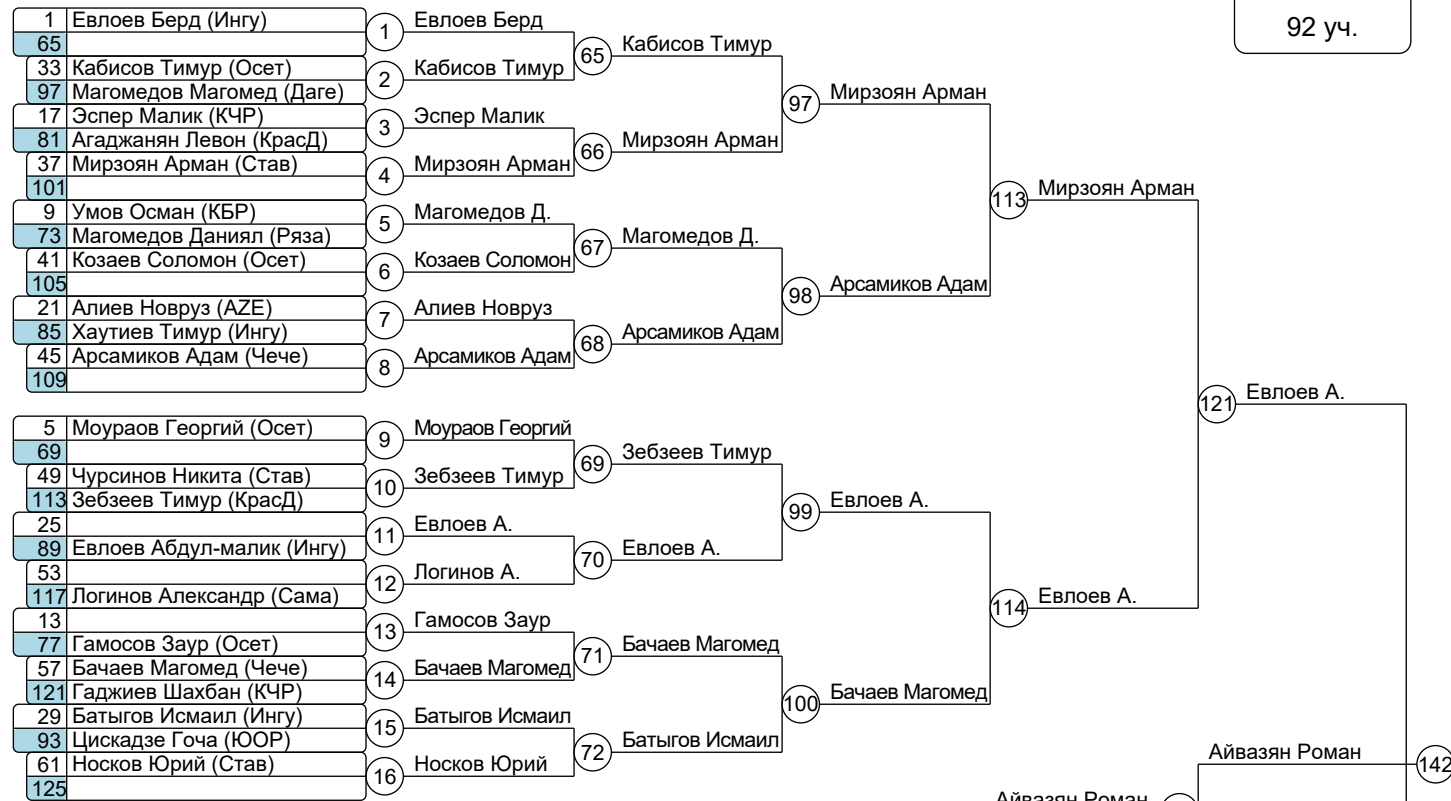 92 уч.
1 Евлоев Берд (Ингу)
65
33 Кабисов Тимур (Осет)
97 Магомедов Магомед (Даге)
17 Эспер Малик (КЧР)
81 Агаджанян Левон (КрасД)
37 Мирзоян Арман (Став)
101
9 Умов Осман (КБР)
73 Магомедов Даниял (Ряза)
41 Козаев Соломон (Осет)
105
21 Алиев Новруз (AZE)
85 Хаутиев Тимур (Ингу)
45 Арсамиков Адам (Чече)
109
5 Моураов Георгий (Осет)
69
49 Чурсинов Никита (Став)
113 Зебзеев Тимур (КрасД)
25
89 Евлоев Абдул-малик (Ингу)
53
117 Логинов Александр (Сама)
13
77 Гамосов Заур (Осет)
57 Бачаев Магомед (Чече)
121 Гаджиев Шахбан (КЧР)
29 Батыгов Исмаил (Ингу)
93 Цискадзе Гоча (ЮОР)
61 Носков Юрий (Став)
125
1 Евлоев Берд
2 Кабисов Тимур
3 Эспер Малик
4 Мирзоян Арман
5 Магомедов Д.
6 Козаев Соломон
7 Алиев Новруз
8 Арсамиков Адам
9 Моураов Георгий
10 Зебзеев Тимур
11 Евлоев А.
12 Логинов А.
13 Гамосов Заур
14 Бачаев Магомед
15 Батыгов Исмаил
16 Носков Юрий
65 Кабисов Тимур
66 Мирзоян Арман
67 Магомедов Д.
68 Арсамиков Адам
69 Зебзеев Тимур
70 Евлоев А.
71 Бачаев Магомед
72 Батыгов Исмаил
97 Мирзоян Арман
98 Арсамиков Адам
99 Евлоев А.
100 Бачаев Магомед
113 Мирзоян Арман
114 Евлоев А.
121 Евлоев А.
Айвазян Роман
142
Айвазян Роман